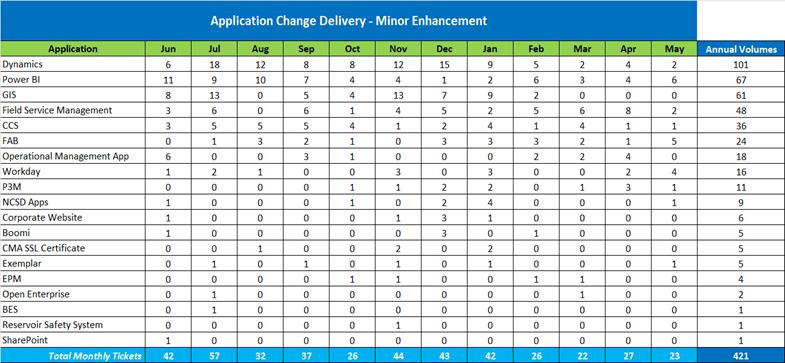 Application Change Delivery - Minor Enhancement
Application Jun Jul Aug Sep Oct Nov Dec Jan Feb Mar Apr May Annual Volumes
Dynamics 6 18 12 8 8 12 15 9 5 2 4 2 101
Power BI 11 9 10 7 4 4 1 2 6 3 4 6 67
GIS 8 13 0 5 4 13 7 9 2 0 0 0 61
Field Service Management 3 6 0 6 1 4 5 2 5 6 8 2 48
CCS 3 5 5 5 4 1 2 4 1 4 1 1 36
FAB 0 1 3 2 1 0 3 3 3 2 1 5 24
Operational Management App 6 0 0 3 1 0 0 0 2 2 4 0 18
Workday 1 2 1 0 0 3 0 3 0 0 2 4 16
P3M 0 0 0 0 1 1 2 2 0 1 3 1 11
NCSD Apps 1 0 0 0 1 0 2 4 0 0 0 1 9
Corporate Website 1 0 0 0 0 1 3 1 0 0 0 0 6
Boomi 1 0 0 0 0 0 3 0 1 0 0 0 5
CMA SSL Certificate 0 0 1 0 0 2 0 2 0 0 0 0 5
Exemplar 0 1 0 1 0 1 0 1 0 0 0 1 5
EPM 0 0 0 0 1 1 0 0 1 1 0 0 4
Open Enterprise 0 1 0 0 0 0 0 0 0 1 0 0 2
BES 0 1 0 0 0 0 0 0 0 0 0 0 1
Reservoir Safety System 0 0 0 0 0 1 0 0 0 0 0 0 1
SharePoint 1 0 0 0 0 0 0 0 0 0 0 0 1
Total Monthly Tickets 42 57 32 37 26 44 43 42 26 22 27 23 421